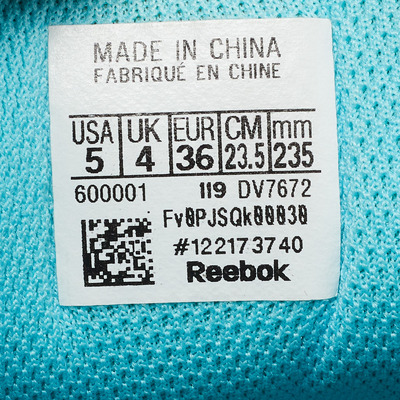 MADE IN CHINA
FABRIQUÉ EN CHINE
USA UK EUR CM mm
5 4 36 23.5 235
600001 119 DV7672
Fv0PJSQk00030
#122173740
Reebok